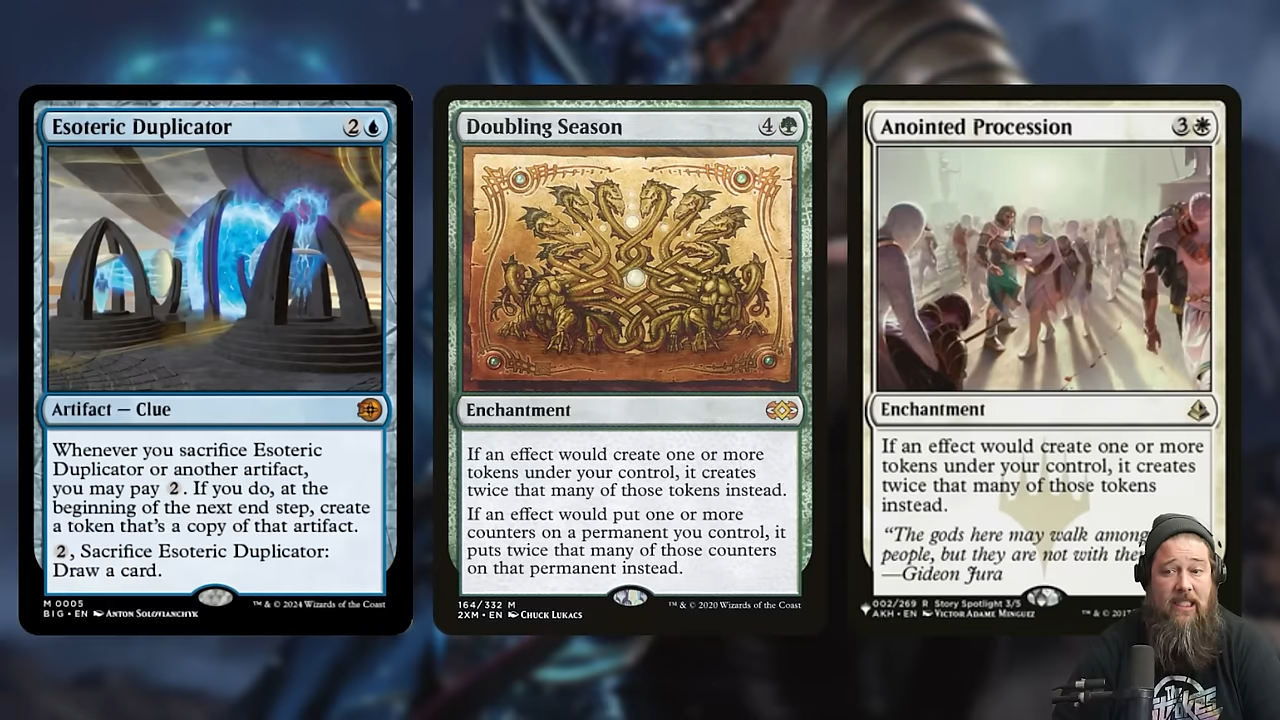 Esoteric Duplicator 2
Artifact — Clue
Whenever you sacrifice Esoteric
Duplicator or another artifact,
you may pay 2. If you do, at the
beginning of the next end step, create
a token that's a copy of that artifact.
2, Sacrifice Esoteric Duplicator:
Draw a card.
M 0005
BIG • EN Anton Solovianchyk
™ & © 2024 Wizards of the Coast
Doubling Season 4
Enchantment
If an effect would create one or more
tokens under your control, it creates
twice that many of those tokens instead.
If an effect would put one or more
counters on a permanent you control, it
puts twice that many of those counters
on that permanent instead.
164/332 M
2XM • EN Chuck Lukacs
™ & © 2020 Wizards of the Coast
Anointed Procession 3
Enchantment
If an effect would create one or more
tokens under your control, it creates
twice that many of those tokens
instead.
"The gods here may walk among
people, but they are not with
—Gideon Jura
002/269 R Story Spotlight 3/5
AKH • EN Victor Adame Minguez
™ & © 2017